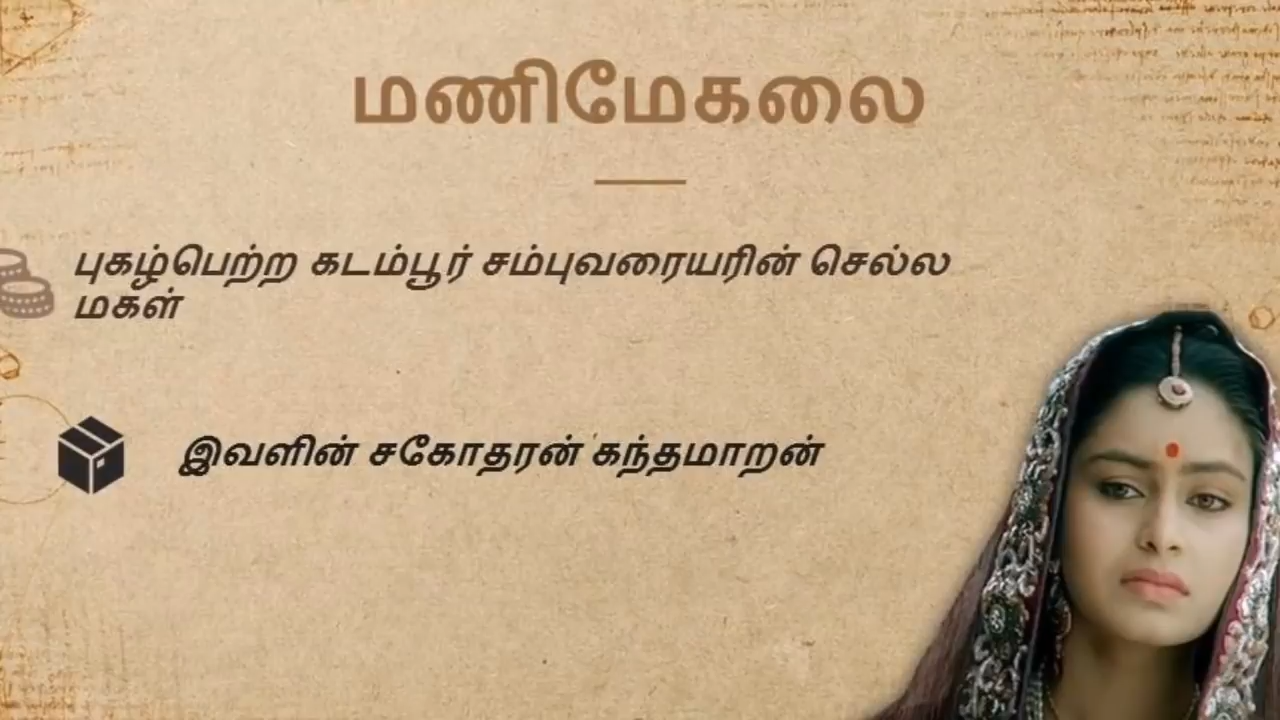 மணிமேகலை
புகழ்பெற்ற கடம்பூர் சம்புவரையரின் செல்ல
மகள்
இவளின் சகோதரன் கந்தமாறன்